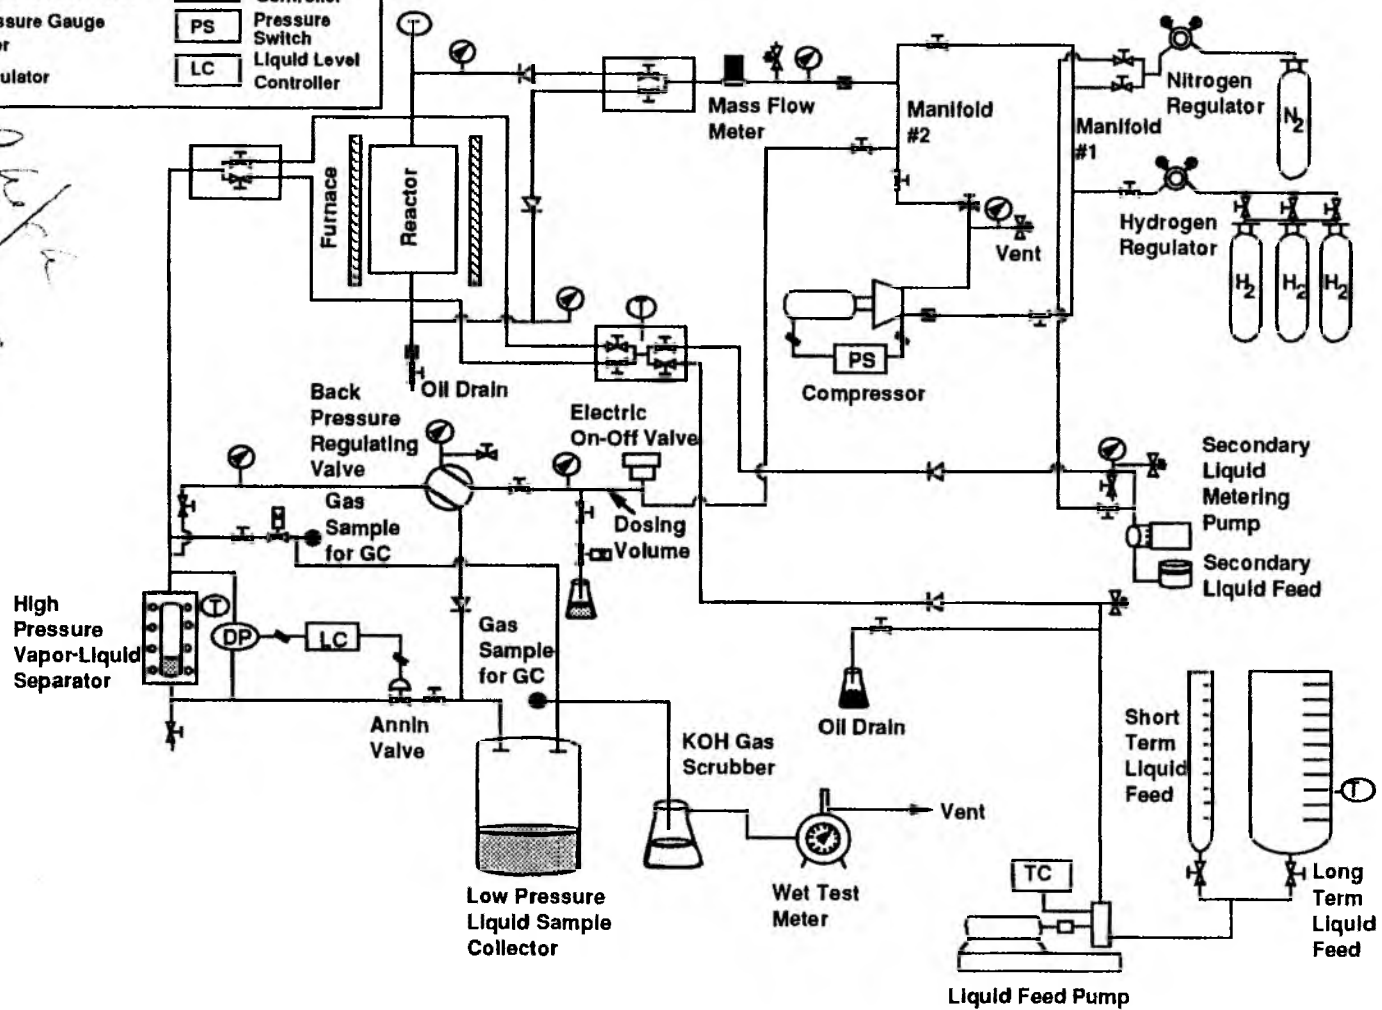 Controller
ssure Gauge
er
ulator
PS
Pressure
Switch
LC
Liquid Level
Controller
T
Mass Flow
Meter
Manifold
#2
Manifold
#1
Nitrogen
Regulator
N2
Hydrogen
Regulator
H2
H2
H2
Vent
Furnace
Reactor
PS
Compressor
T
Oil Drain
Back
Pressure
Regulating
Valve
Electric
On-Off Valve
Gas
Sample
for GC
Dosing
Volume
Secondary
Liquid
Metering
Pump
Secondary
Liquid Feed
High
Pressure
Vapor-Liquid
Separator
T
DP
LC
Gas
Sample
for GC
Annin
Valve
Oil Drain
KOH Gas
Scrubber
Short
Term
Liquid
Feed
T
Vent
Low Pressure
Liquid Sample
Collector
Wet Test
Meter
TC
Long
Term
Liquid
Feed
Liquid Feed Pump